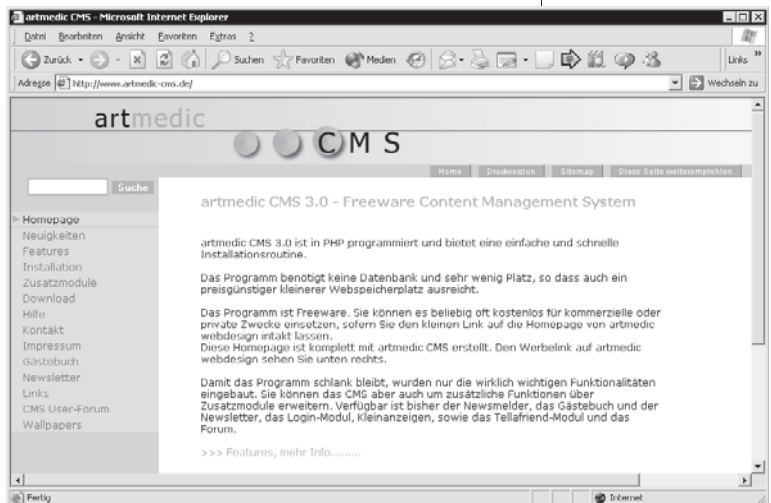 artmedic CMS - Microsoft Internet Explorer
Datei Bearbeiten Ansicht Favoriten Extras ?
Zurück Suchen Favoriten Medien Links »
Adresse http://www.artmedic-cms.de/ Wechseln zu
artmedic
CMS
Home Druckversion Sitemap Diese Seite weiterempfehlen
Suche
artmedic CMS 3.0 - Freeware Content Management System
Homepage
Neuigkeiten
Features
Installation
Zusatzmodule
Download
Hilfe
Kontakt
Impressum
Gästebuch
Newsletter
Links
CMS User-Forum
Wallpapers
artmedic CMS 3.0 ist in PHP programmiert und bietet eine einfache und schnelle
Installationsroutine.
Das Programm benötigt keine Datenbank und sehr wenig Platz, so dass auch ein
preisgünstiger kleinerer Webspeicherplatz ausreicht.
Das Programm ist Freeware. Sie können es beliebig oft kostenlos für kommerzielle oder
private Zwecke einsetzen, sofern Sie den kleinen Link auf die Homepage von artmedic
webdesign intakt lassen.
Diese Homepage ist komplett mit artmedic CMS erstellt. Den Werbelink auf artmedic
webdesign sehen Sie unten rechts.
Damit das Programm schlank bleibt, wurden nur die wirklich wichtigen Funktionalitäten
eingebaut. Sie können das CMS aber auch um zusätzliche Funktionen über
Zusatzmodule erweitern. Verfügbar ist bisher der Newsmelder, das Gästebuch und der
Newsletter, das Login-Modul, Kleinanzeigen, sowie das Tellafriend-Modul und das
Forum.
>>> Features, mehr Info.........
Fertig Internet